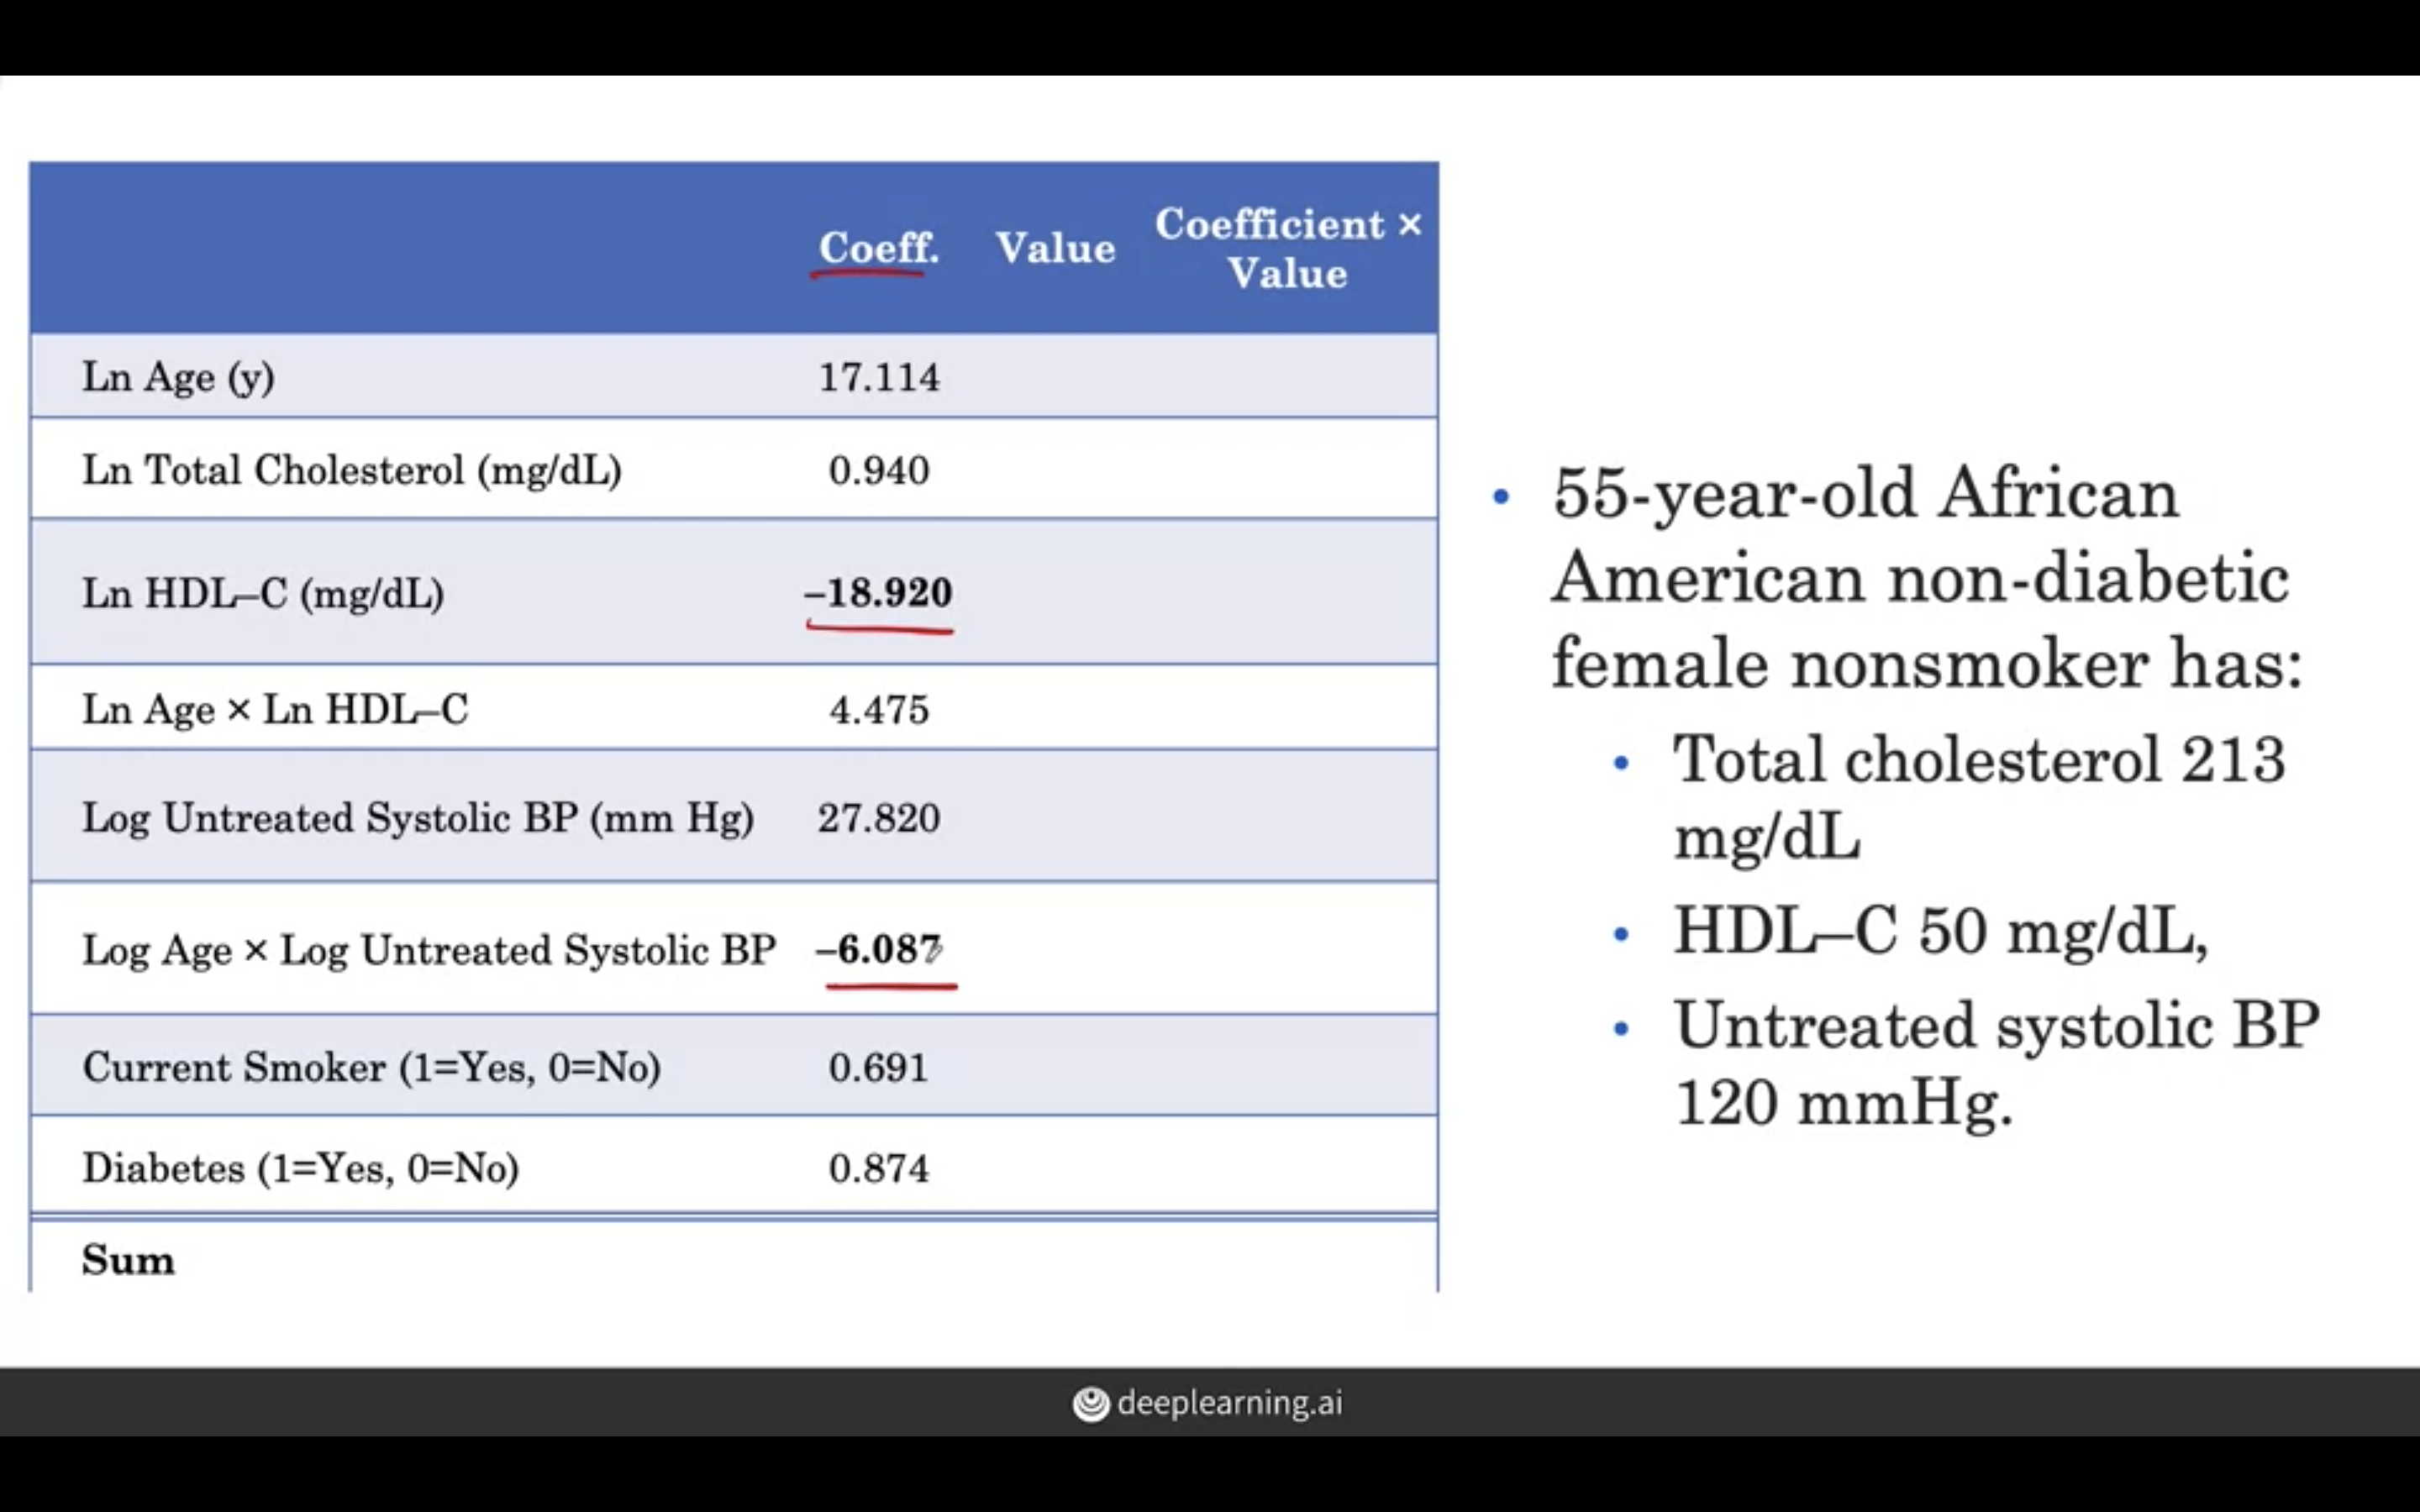 Coeff. Value Coefficient ×
Value
Ln Age (y) 17.114
Ln Total Cholesterol (mg/dL) 0.940
Ln HDL–C (mg/dL) –18.920
Ln Age × Ln HDL–C 4.475
Log Untreated Systolic BP (mm Hg) 27.820
Log Age × Log Untreated Systolic BP –6.087
Current Smoker (1=Yes, 0=No) 0.691
Diabetes (1=Yes, 0=No) 0.874
Sum
• 55-year-old African
American non-diabetic
female nonsmoker has:
• Total cholesterol 213
mg/dL
• HDL–C 50 mg/dL,
• Untreated systolic BP
120 mmHg.
deeplearning.ai